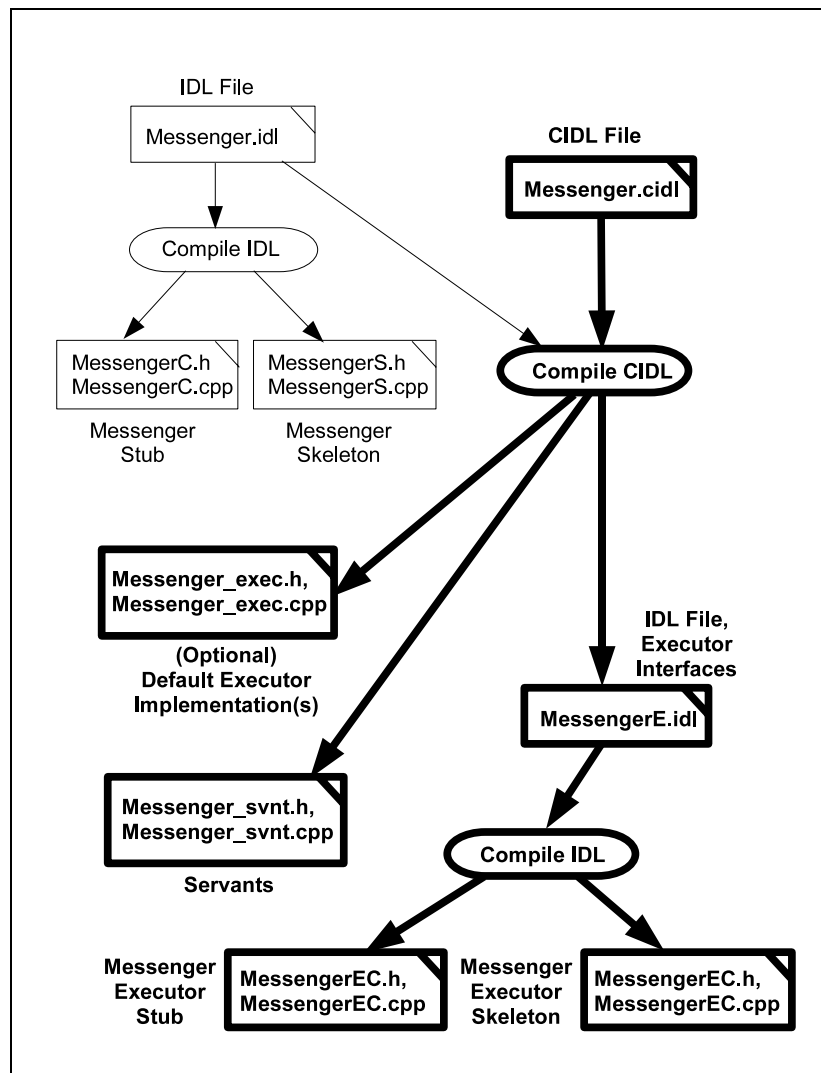 IDL File
Messenger.idl
CIDL File
Messenger.cidl
Compile IDL
MessengerC.h
MessengerC.cpp
MessengerS.h
MessengerS.cpp
Compile CIDL
Messenger
Stub
Messenger
Skeleton
Messenger_exec.h,
Messenger_exec.cpp
(Optional)
Default Executor
Implementation(s)
IDL File,
Executor
Interfaces
MessengerE.idl
Messenger_svnt.h,
Messenger_svnt.cpp
Servants
Compile IDL
Messenger
Executor
Stub
MessengerEC.h,
MessengerEC.cpp
Messenger
Executor
Skeleton
MessengerEC.h,
MessengerEC.cpp